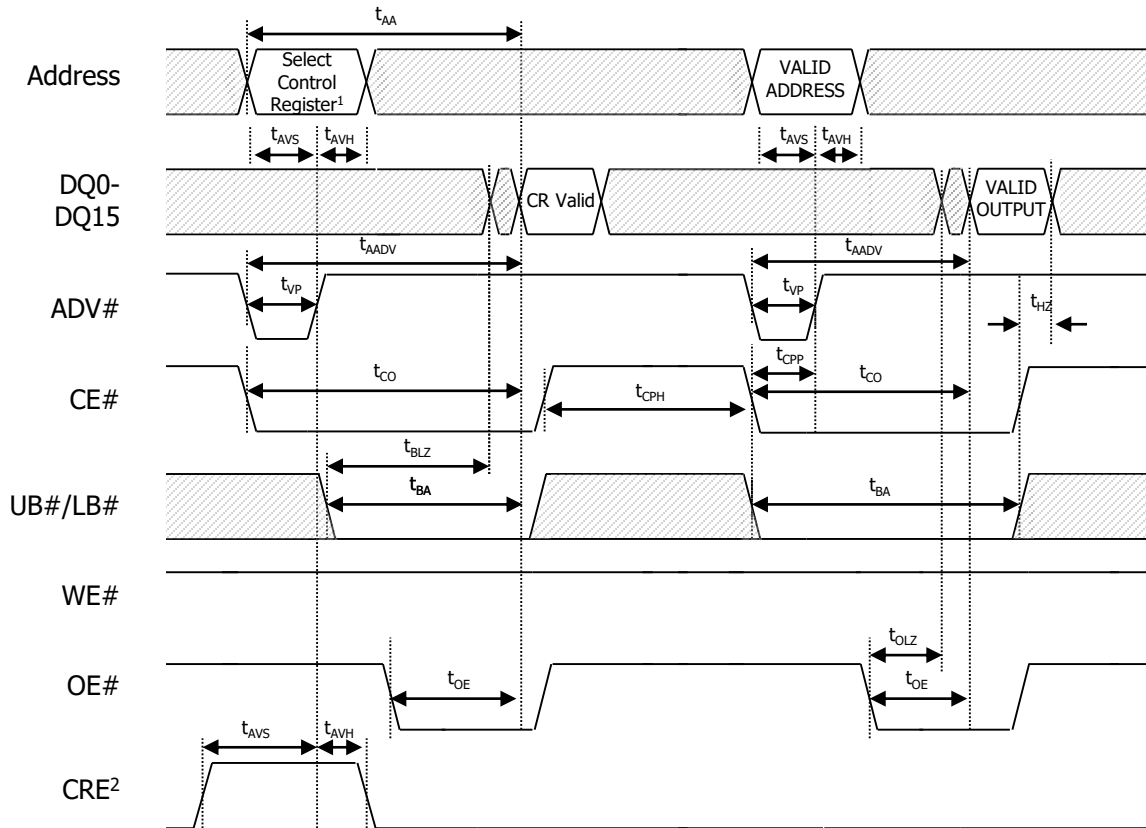 tAA
Address
Select
Control
Register1
VALID
ADDRESS
tAVS
tAVH
tAVS
tAVH
DQ0-
DQ15
CR Valid
VALID
OUTPUT
tAADV
tAADV
ADV#
tVP
tVP
tHZ
CE#
tCO
tCPH
tCPP
tCO
tBLZ
UB#/LB#
tBA
tBA
WE#
tOLZ
OE#
tOE
tOE
tAVS
tAVH
CRE2